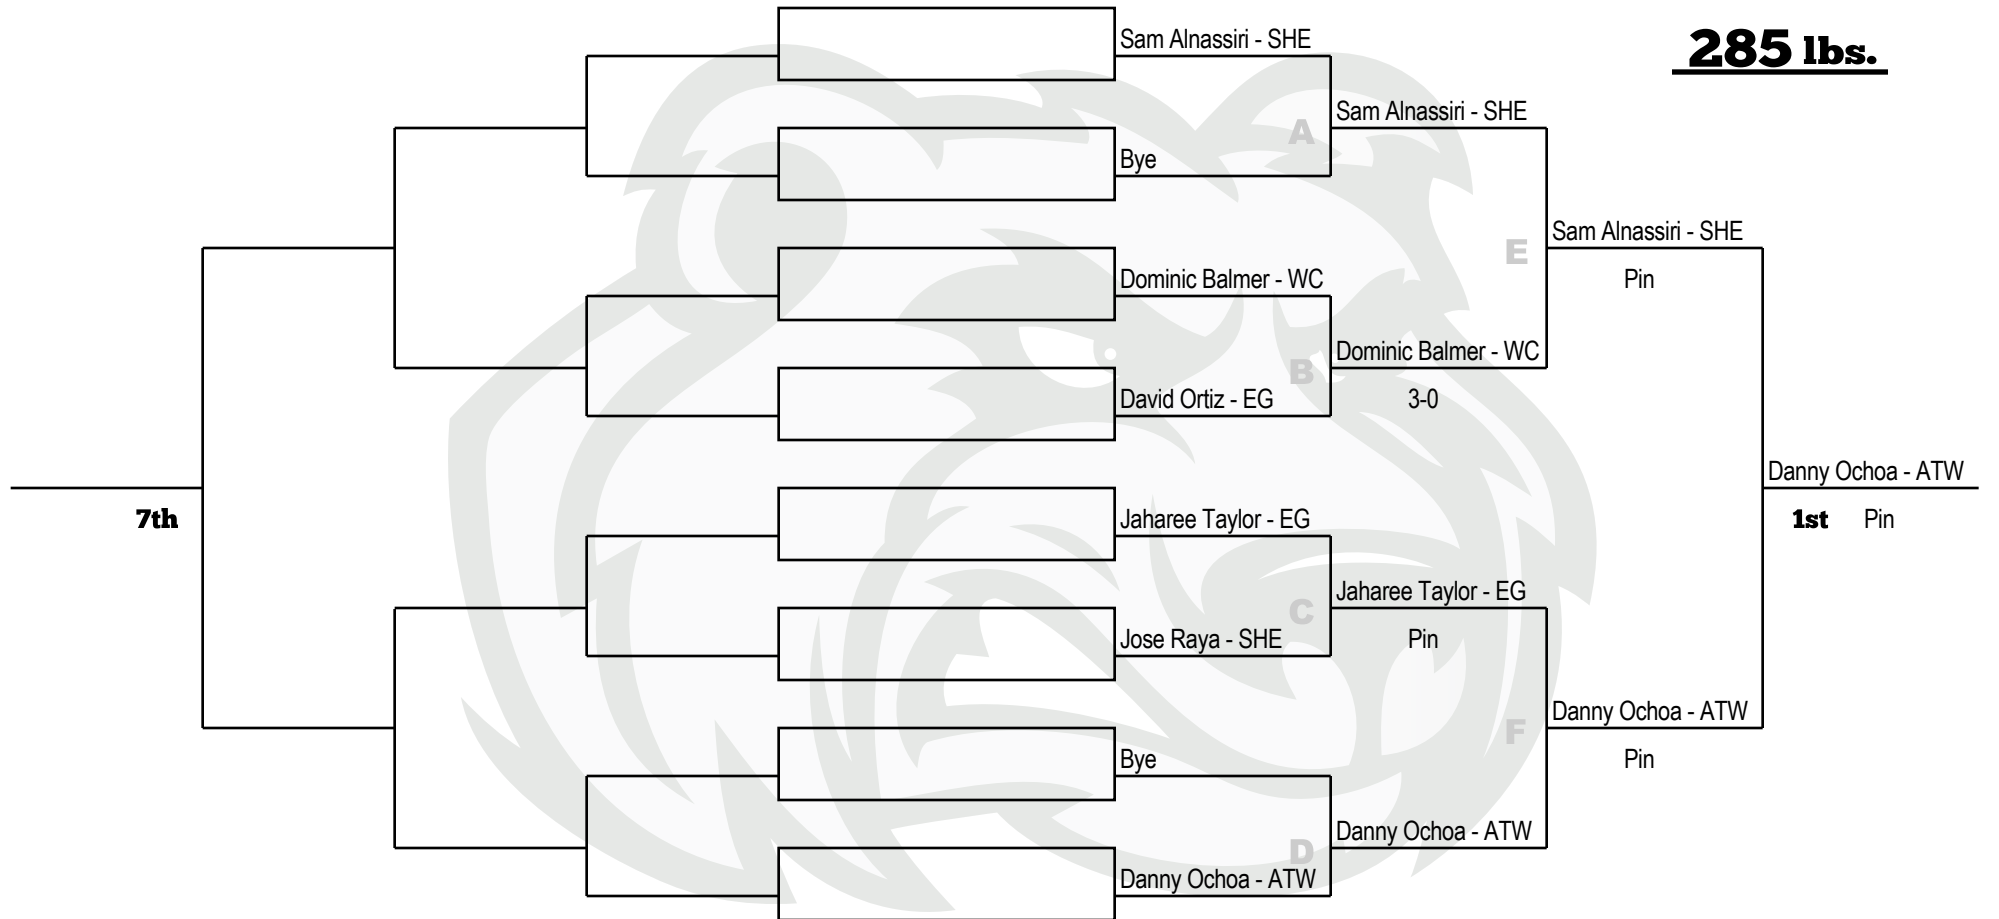 285 lbs.
Sam Alnassiri - SHE
Sam Alnassiri - SHE
A
Bye
Sam Alnassiri - SHE
E
Dominic Balmer - WC
Pin
Dominic Balmer - WC
B
David Ortiz - EG
3-0
Danny Ochoa - ATW
7th
Jaharee Taylor - EG
1st Pin
Jaharee Taylor - EG
C
Jose Raya - SHE
Pin
Danny Ochoa - ATW
F
Bye
Pin
Danny Ochoa - ATW
D
Danny Ochoa - ATW